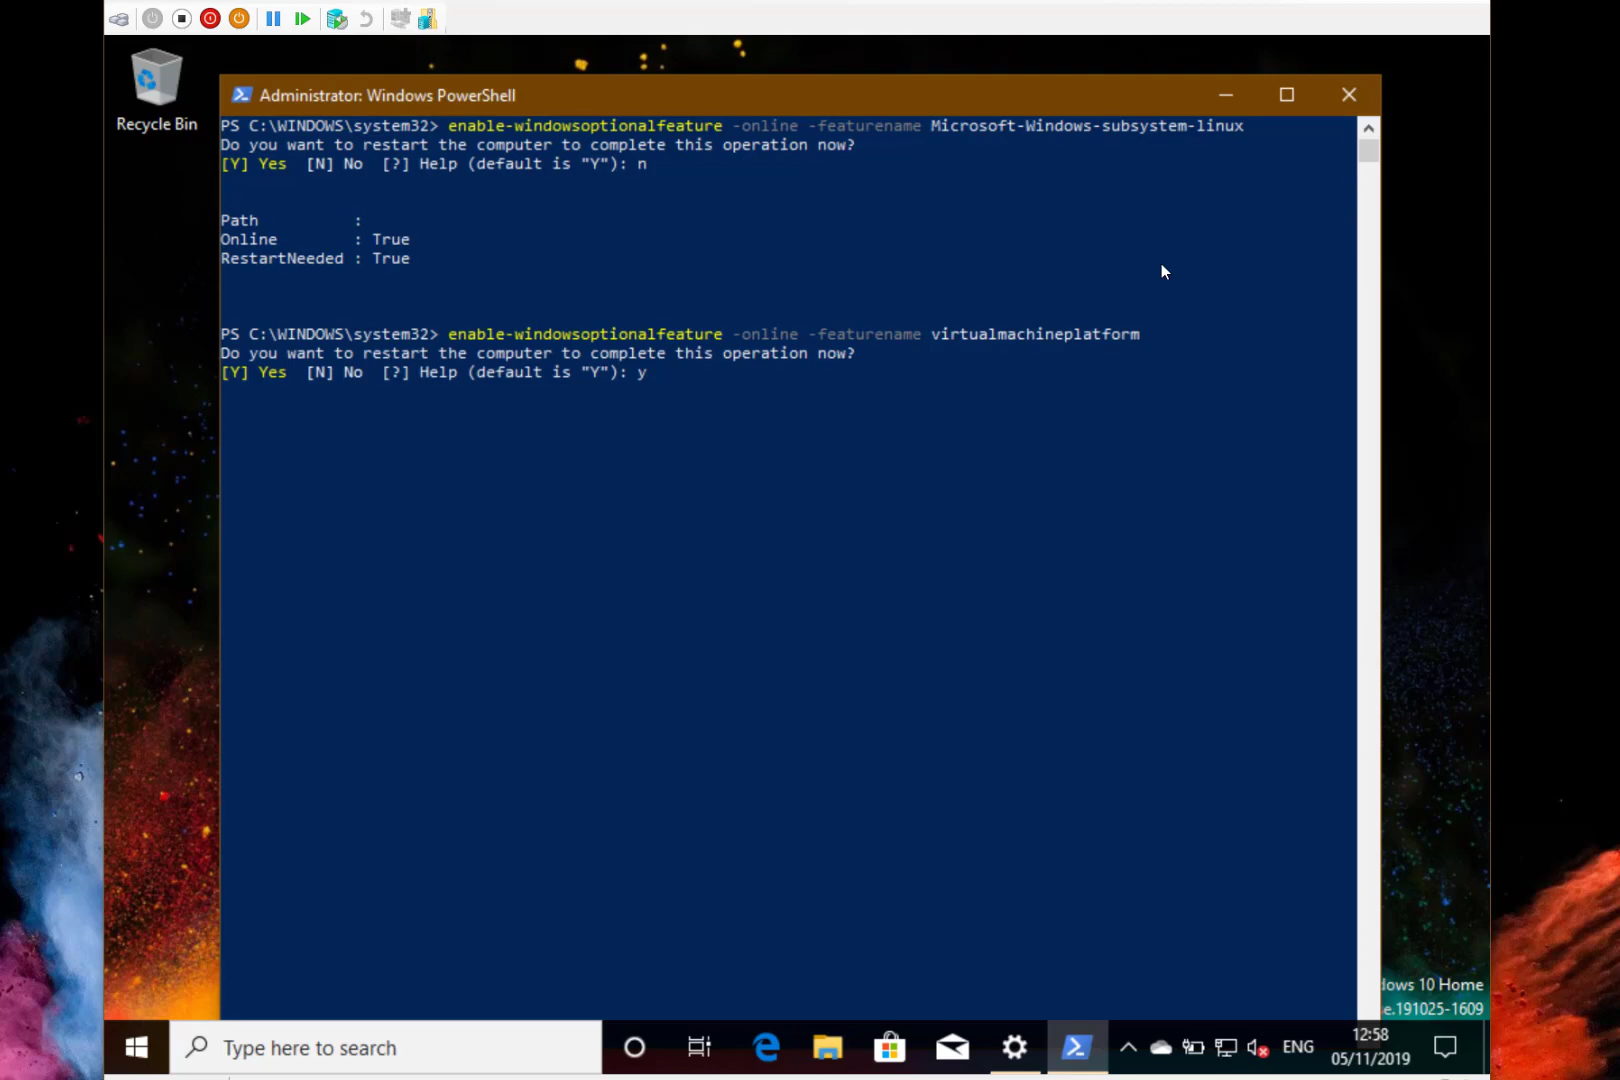 Recycle Bin
Administrator: Windows PowerShell
PS C:\WINDOWS\system32> enable-windowsoptionalfeature -online -featurename Microsoft-Windows-subsystem-linux
Do you want to restart the computer to complete this operation now?
[Y] Yes  [N] No  [?] Help (default is "Y"): n
Path           :
Online         : True
RestartNeeded : True
PS C:\WINDOWS\system32> enable-windowsoptionalfeature -online -featurename virtualmachineplatform
Do you want to restart the computer to complete this operation now?
[Y] Yes  [N] No  [?] Help (default is "Y"): y
dows 10 Home
e.191025-1609
Type here to search
ENG
12:58
05/11/2019